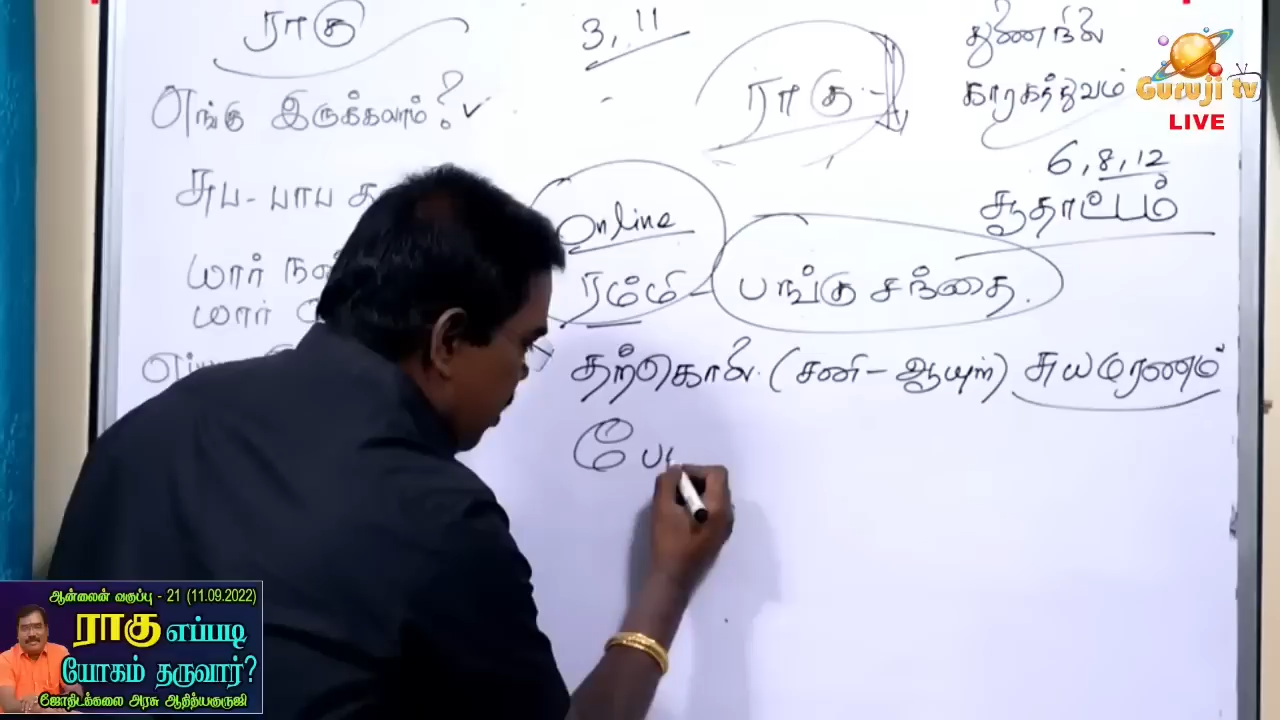 ராகு
3, 11
துணைநிலை
எங்கு இருக்கலாம்?
ராகு -
காரகத்துவம்
Guruji tv
LIVE
சுப - பாப
6, 8, 12
சூதாட்டம்
Online
யார்
ரம்மி - பங்கு சந்தை.
யார்
தற்கொலை. (சனி - ஆயுள்) சுயமரணம்
ஆன்லைன் வகுப்பு - 21 (11.09.2022)
ராகு எப்படி
யோகம் தருவார்?
ஜோதிடக்கலை அரசு ஆதித்யகுருஜி